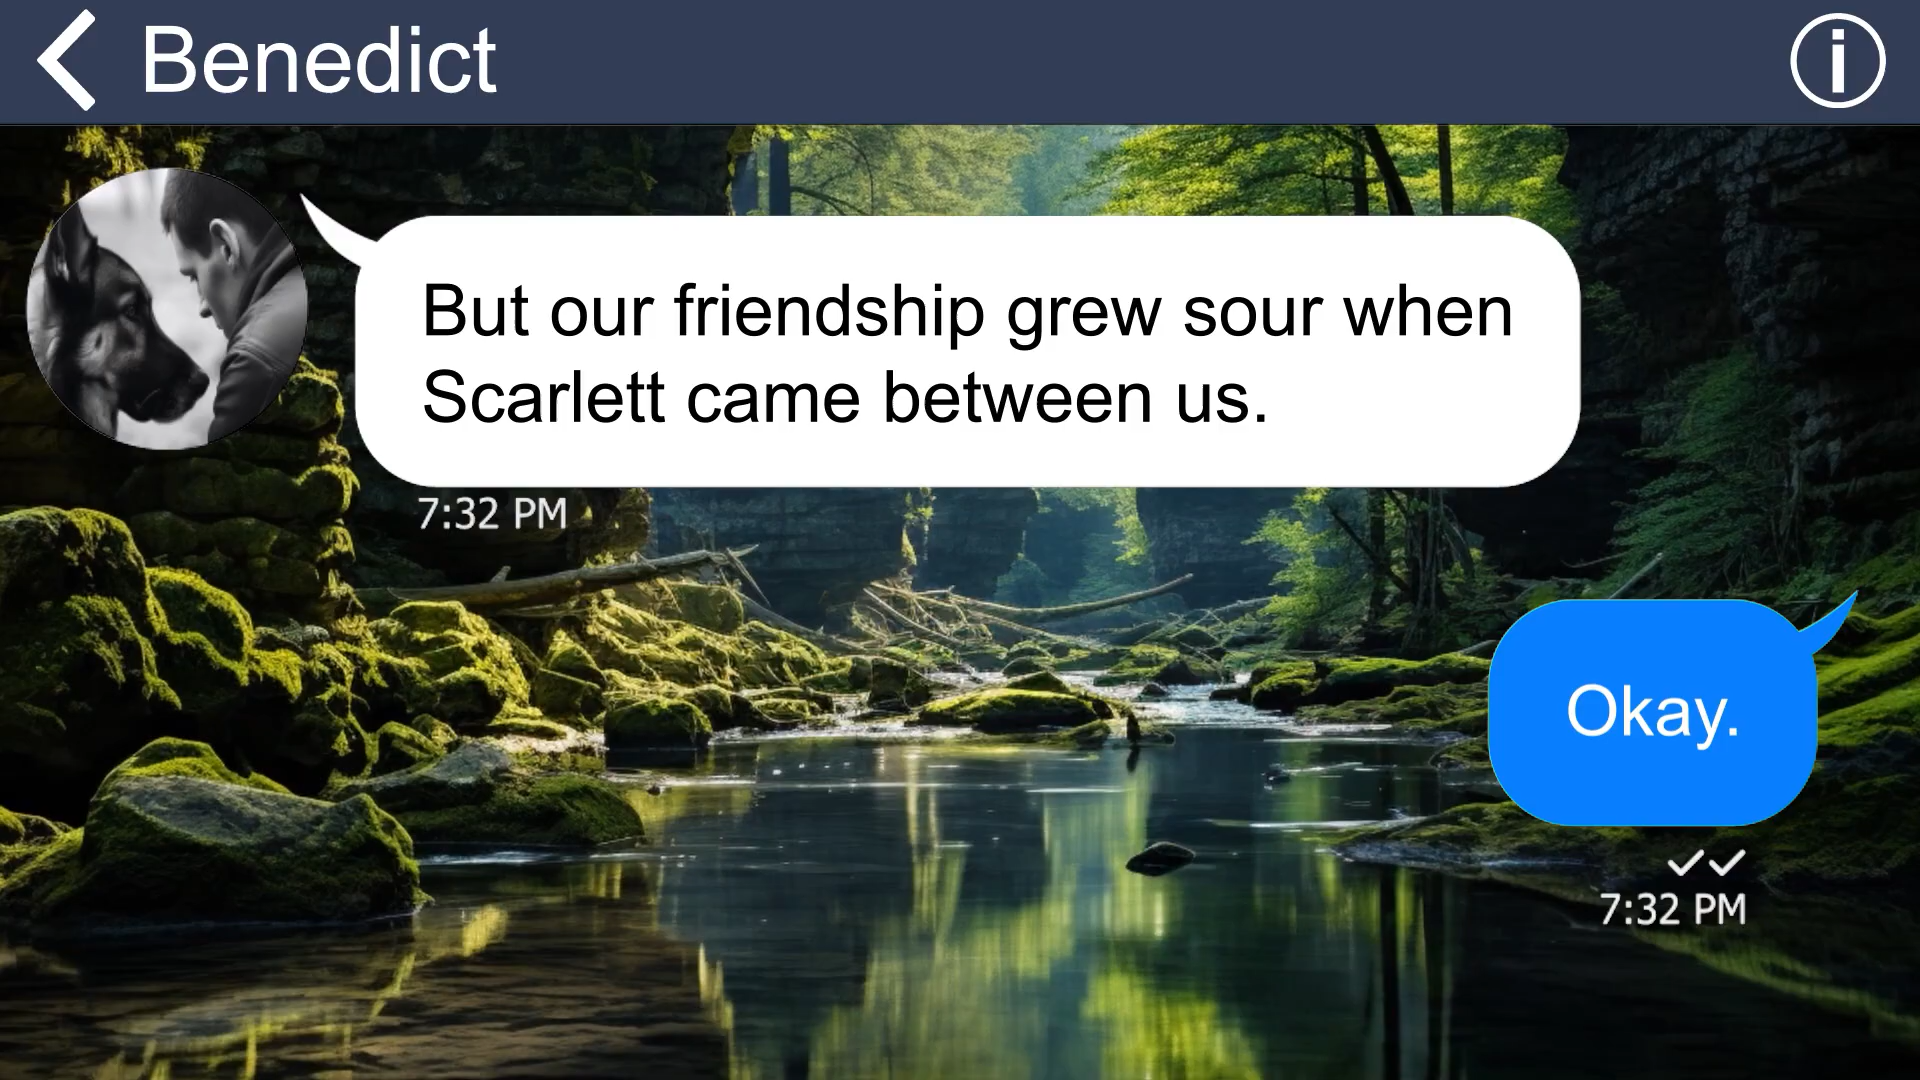 Benedict
But our friendship grew sour when
Scarlett came between us.
7:32 PM
Okay.
7:32 PM